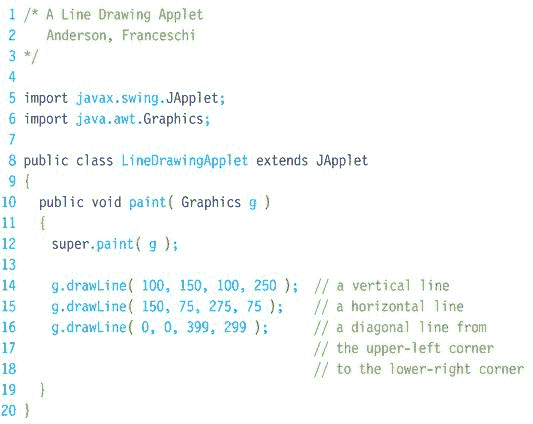 1 /* A Line Drawing Applet
2    Anderson, Franceschi
3 */
4
5 import javax.swing.JApplet;
6 import java.awt.Graphics;
7
8 public class LineDrawingApplet extends JApplet
9 {
10   public void paint( Graphics g )
11   {
12     super.paint( g );
13
14     g.drawLine( 100, 150, 100, 250 );  // a vertical line
15     g.drawLine( 150, 75, 275, 75 );    // a horizontal line
16     g.drawLine( 0, 0, 399, 299 );      // a diagonal line from
17                                        // the upper-left corner
18                                        // to the lower-right corner
19   }
20 }